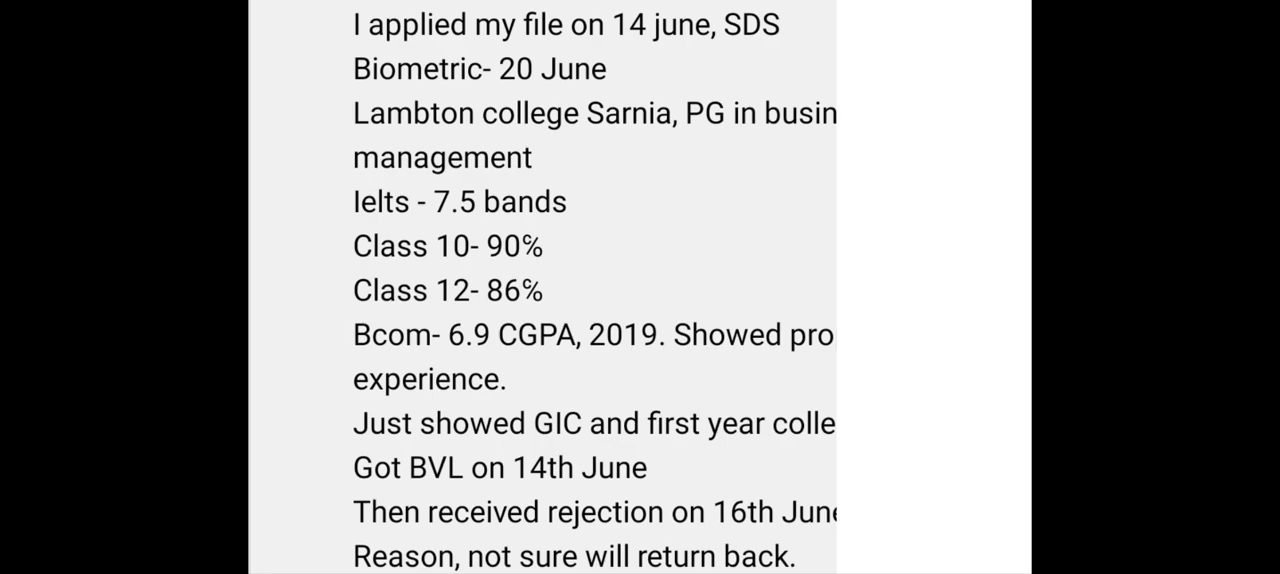 I applied my file on 14 june, SDS
Biometric- 20 June
Lambton college Sarnia, PG in busin
management
Ielts - 7.5 bands
Class 10- 90%
Class 12- 86%
Bcom- 6.9 CGPA, 2019. Showed pro
experience.
Just showed GIC and first year colle
Got BVL on 14th June
Then received rejection on 16th June
Reason, not sure will return back.